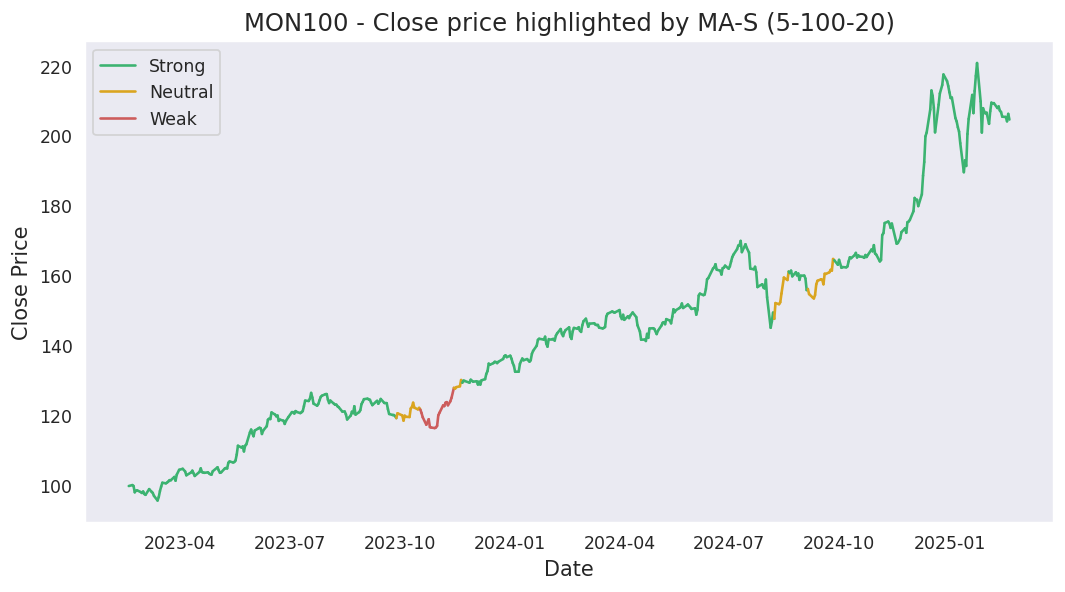 MON100 - Close price highlighted by MA-S (5-100-20)
Strong
Neutral
Weak
Close Price
220
200
180
160
140
120
100
2023-04 2023-07 2023-10 2024-01 2024-04 2024-07 2024-10 2025-01
Date